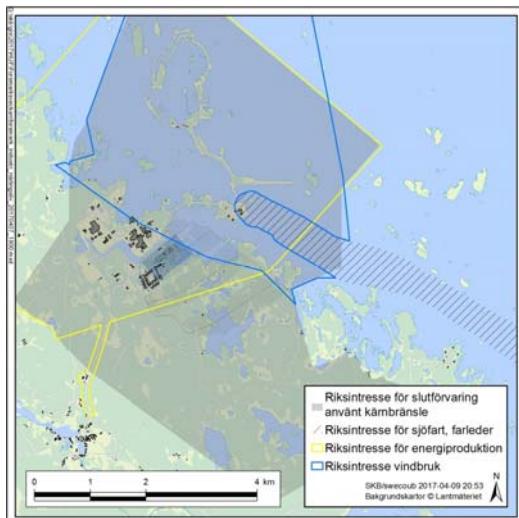 Riksintresse för slutförvaring
använt kärnbränsle
Riksintresse för sjöfart, farleder
Riksintresse för energiproduktion
Riksintresse vindbruk
SKB/swecoub 2017-04-09 20:53
Bakgrundskartor © Lantmäteriet
N
0 1 2 4 km